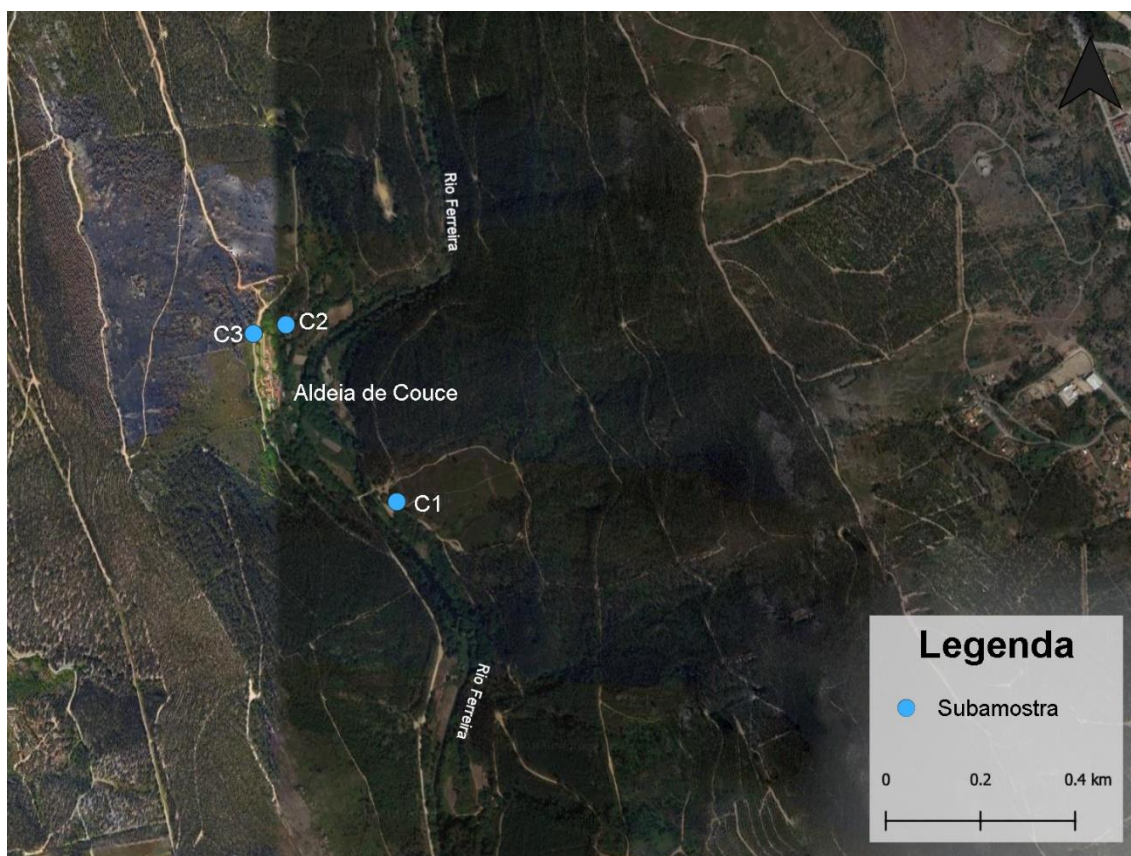 Rio Ferreira
C2
C3
Aldeia de Couce
C1
Rio Ferreira
Legenda
Subamostra
0 0.2 0.4 km